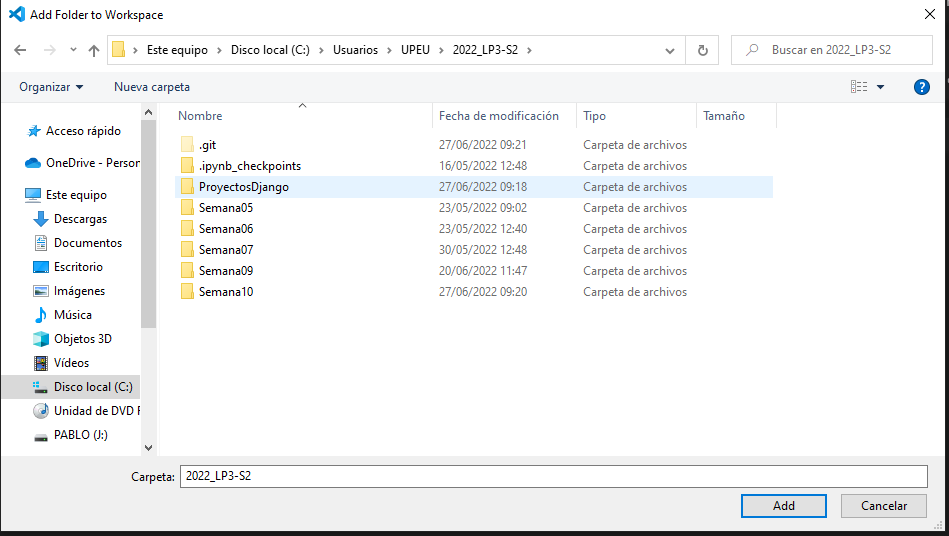 Add Folder to Workspace
Este equipo > Disco local (C:) > Usuarios > UPEU > 2022_LP3-S2 >
Buscar en 2022_LP3-S2
Organizar
Nueva carpeta
Nombre Fecha de modificación Tipo Tamaño
.git 27/06/2022 09:21 Carpeta de archivos
.ipynb_checkpoints 16/05/2022 12:48 Carpeta de archivos
ProyectosDjango 27/06/2022 09:18 Carpeta de archivos
Semana05 23/05/2022 09:02 Carpeta de archivos
Semana06 23/05/2022 12:40 Carpeta de archivos
Semana07 30/05/2022 12:48 Carpeta de archivos
Semana09 20/06/2022 11:47 Carpeta de archivos
Semana10 27/06/2022 09:20 Carpeta de archivos
Acceso rápido
OneDrive - Person
Este equipo
Descargas
Documentos
Escritorio
Imágenes
Música
Objetos 3D
Vídeos
Disco local (C:)
Unidad de DVD F
PABLO (J:)
Carpeta: 2022_LP3-S2
Add
Cancelar